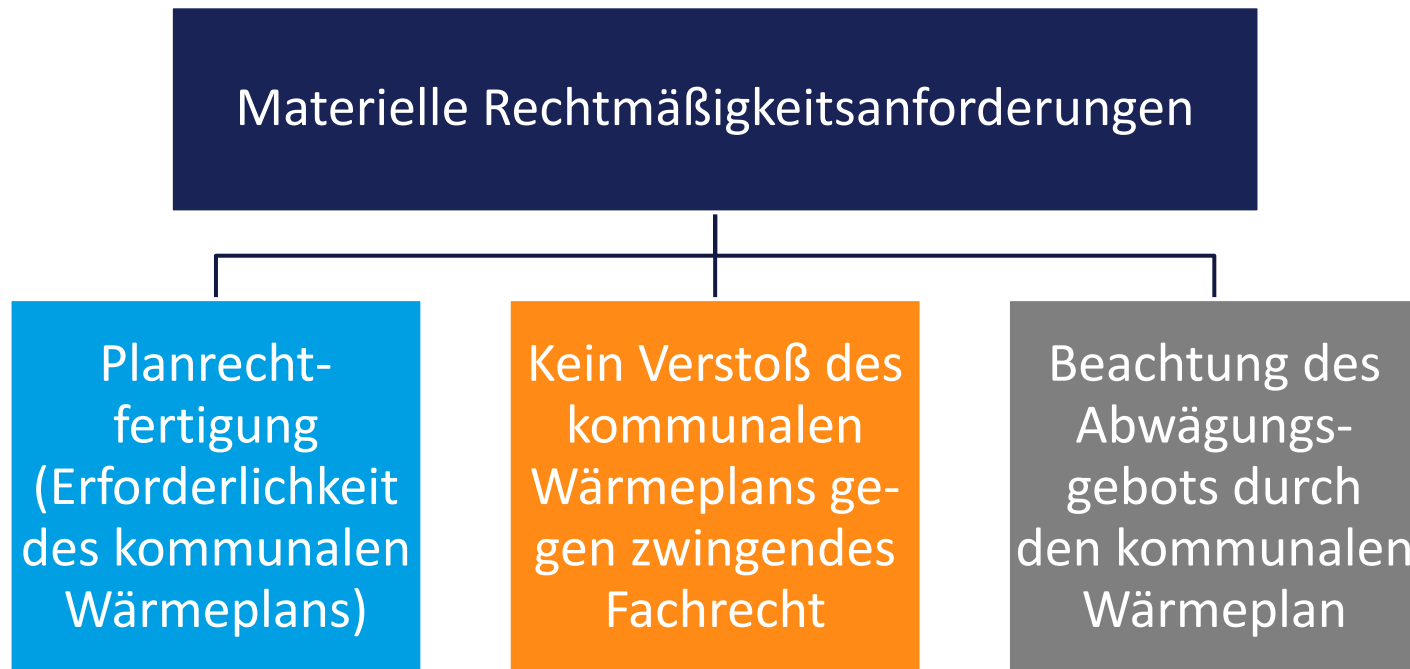 Materielle Rechtmäßigkeitsanforderungen
Planrecht-
fertigung
(Erforderlichkeit
des kommunalen
Wärmeplans)
Kein Verstoß des
kommunalen
Wärmeplans ge-
gen zwingendes
Fachrecht
Beachtung des
Abwägungs-
gebots durch
den kommunalen
Wärmeplan